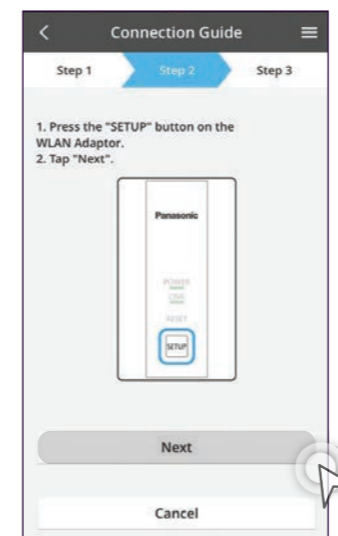 Connection Guide
Step 1
Step 2
Step 3
1. Press the "SETUP" button on the
WLAN Adaptor.
2. Tap "Next".
Panasonic
POWER
LINK
RESET
SETUP
Next
Cancel